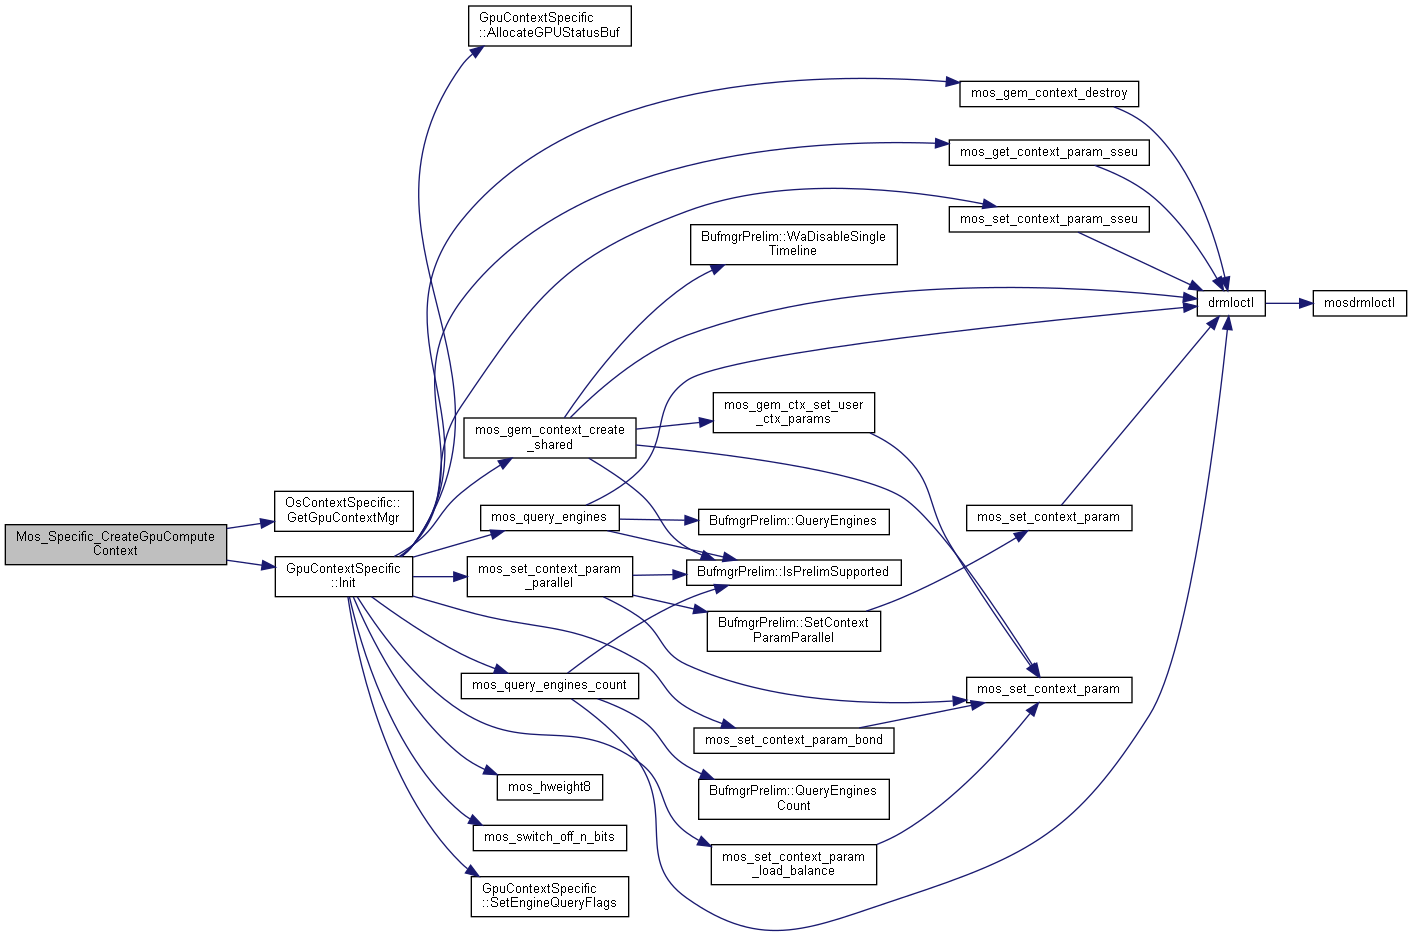 GpuContextSpecific
::AllocateGPUStatusBuf
mos_gem_context_destroy
mos_get_context_param_sseu
mos_set_context_param_sseu
BufmgrPrelim::WaDisableSingle
Timeline
drmIoctl
mosdrmIoctl
mos_gem_ctx_set_user
_ctx_params
mos_gem_context_create
_shared
OsContextSpecific::
GetGpuContextMgr
mos_query_engines
BufmgrPrelim::QueryEngines
mos_set_context_param
Mos_Specific_CreateGpuCompute
Context
GpuContextSpecific
::Init
mos_set_context_param
_parallel
BufmgrPrelim::IsPrelimSupported
BufmgrPrelim::SetContext
ParamParallel
mos_query_engines_count
mos_set_context_param
mos_set_context_param_bond
mos_hweight8
BufmgrPrelim::QueryEngines
Count
mos_switch_off_n_bits
mos_set_context_param
_load_balance
GpuContextSpecific
::SetEngineQueryFlags